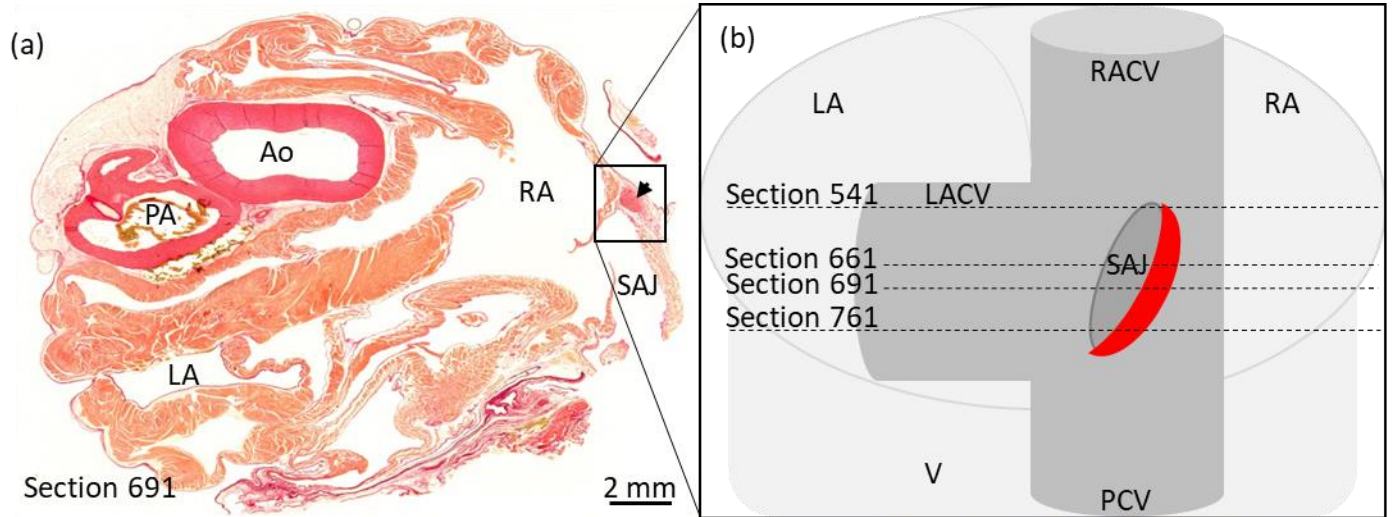 (a)
Ao
PA
RA
SAJ
LA
Section 691
2 mm
(b)
RACV
LA
RA
Section 541
LACV
Section 661
SAJ
Section 691
Section 761
V
PCV